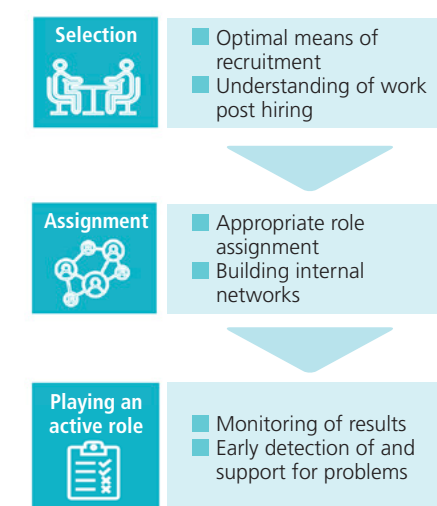 Selection
Optimal means of
recruitment
Understanding of work
post hiring
Assignment
Appropriate role
assignment
Building internal
networks
Playing an
active role
Monitoring of results
Early detection of and
support for problems